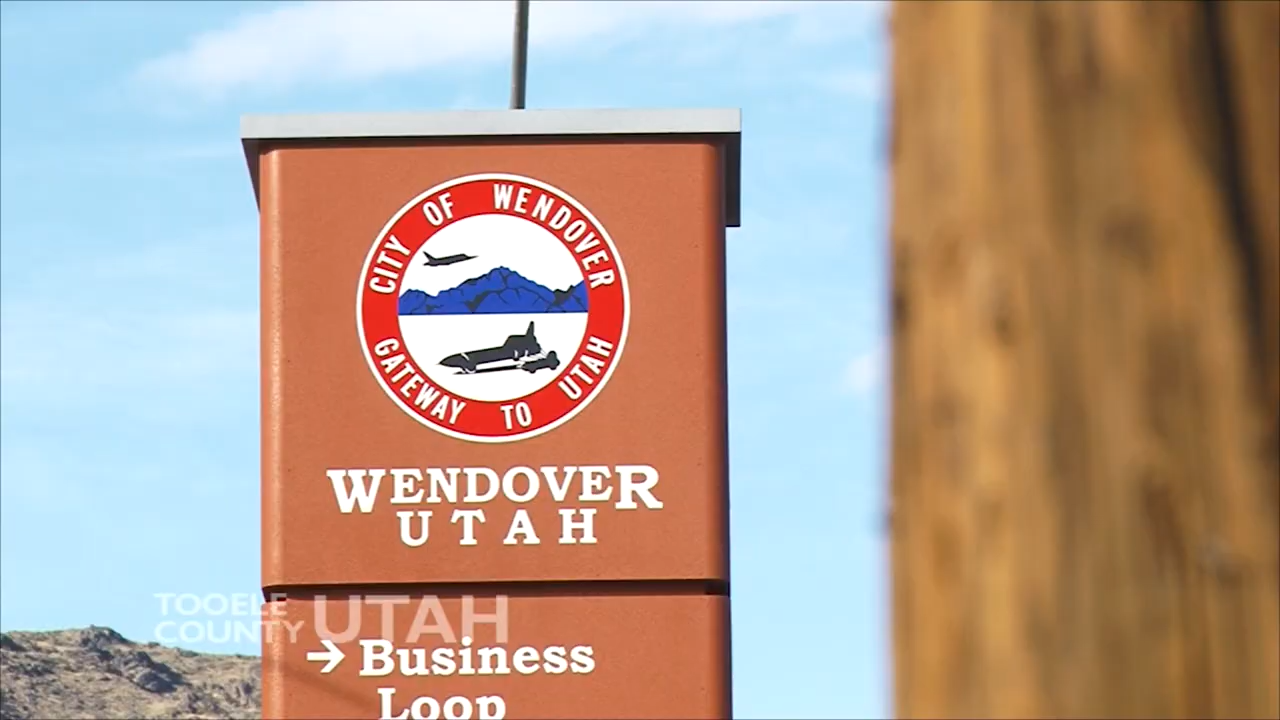 CITY OF WENDOVER
GATEWAY TO UTAH
WENDOVER
UTAH
TOOELE
COUNTY UTAH
→ Business
Loop